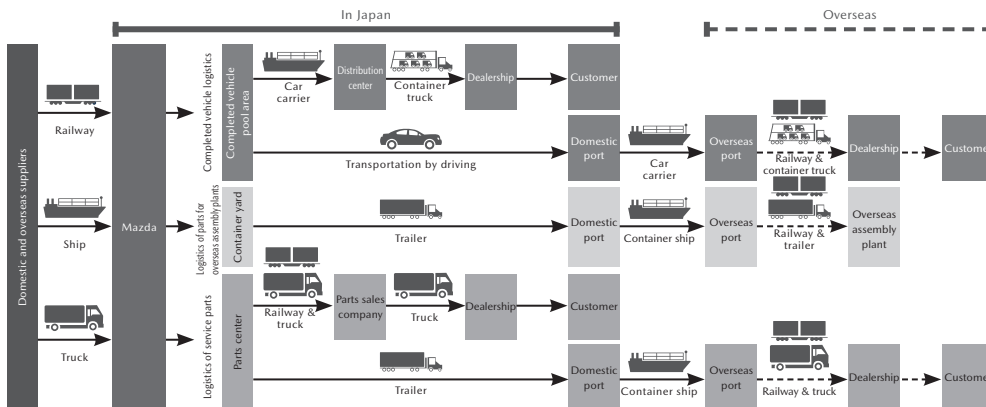 In Japan
Overseas
Domestic and overseas suppliers
Railway
Ship
Truck
Mazda
Completed vehicle logistics
Completed vehicle
pool area
Car
carrier
Distribution
center
Container
truck
Dealership
Customer
Transportation by driving
Domestic
port
Car
carrier
Overseas
port
Railway &
container truck
Dealership
Custome
Logistics of parts for
overseas assembly plants
Container yard
Trailer
Domestic
port
Container ship
Overseas
port
Railway &
trailer
Overseas
assembly
plant
Logistics of service parts
Parts center
Railway &
truck
Parts sales
company
Truck
Dealership
Customer
Trailer
Domestic
port
Container ship
Overseas
port
Railway & truck
Dealership
Custome